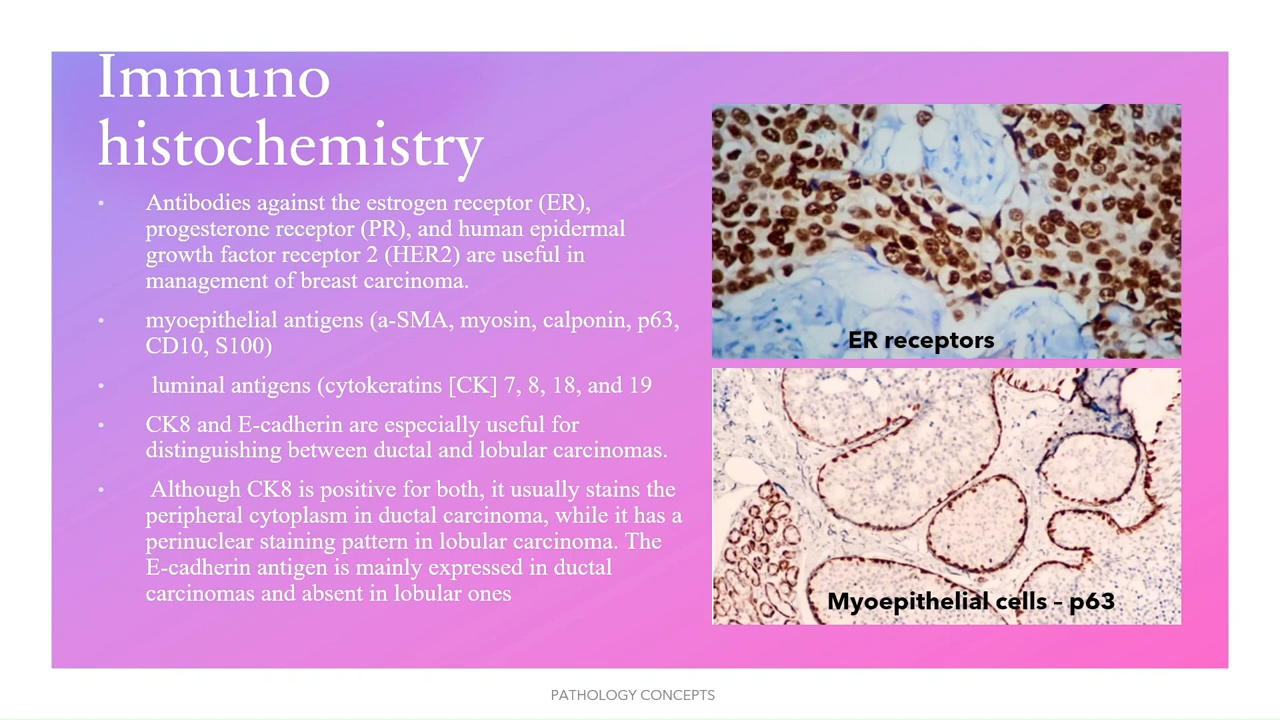 Immuno
histochemistry
• Antibodies against the estrogen receptor (ER),
progesterone receptor (PR), and human epidermal
growth factor receptor 2 (HER2) are useful in
management of breast carcinoma.
• myoepithelial antigens (a-SMA, myosin, calponin, p63,
CD10, S100)
• luminal antigens (cytokeratins [CK] 7, 8, 18, and 19
• CK8 and E-cadherin are especially useful for
distinguishing between ductal and lobular carcinomas.
• Although CK8 is positive for both, it usually stains the
peripheral cytoplasm in ductal carcinoma, while it has a
perinuclear staining pattern in lobular carcinoma. The
E-cadherin antigen is mainly expressed in ductal
carcinomas and absent in lobular ones
ER receptors
Myoepithelial cells – p63
PATHOLOGY CONCEPTS